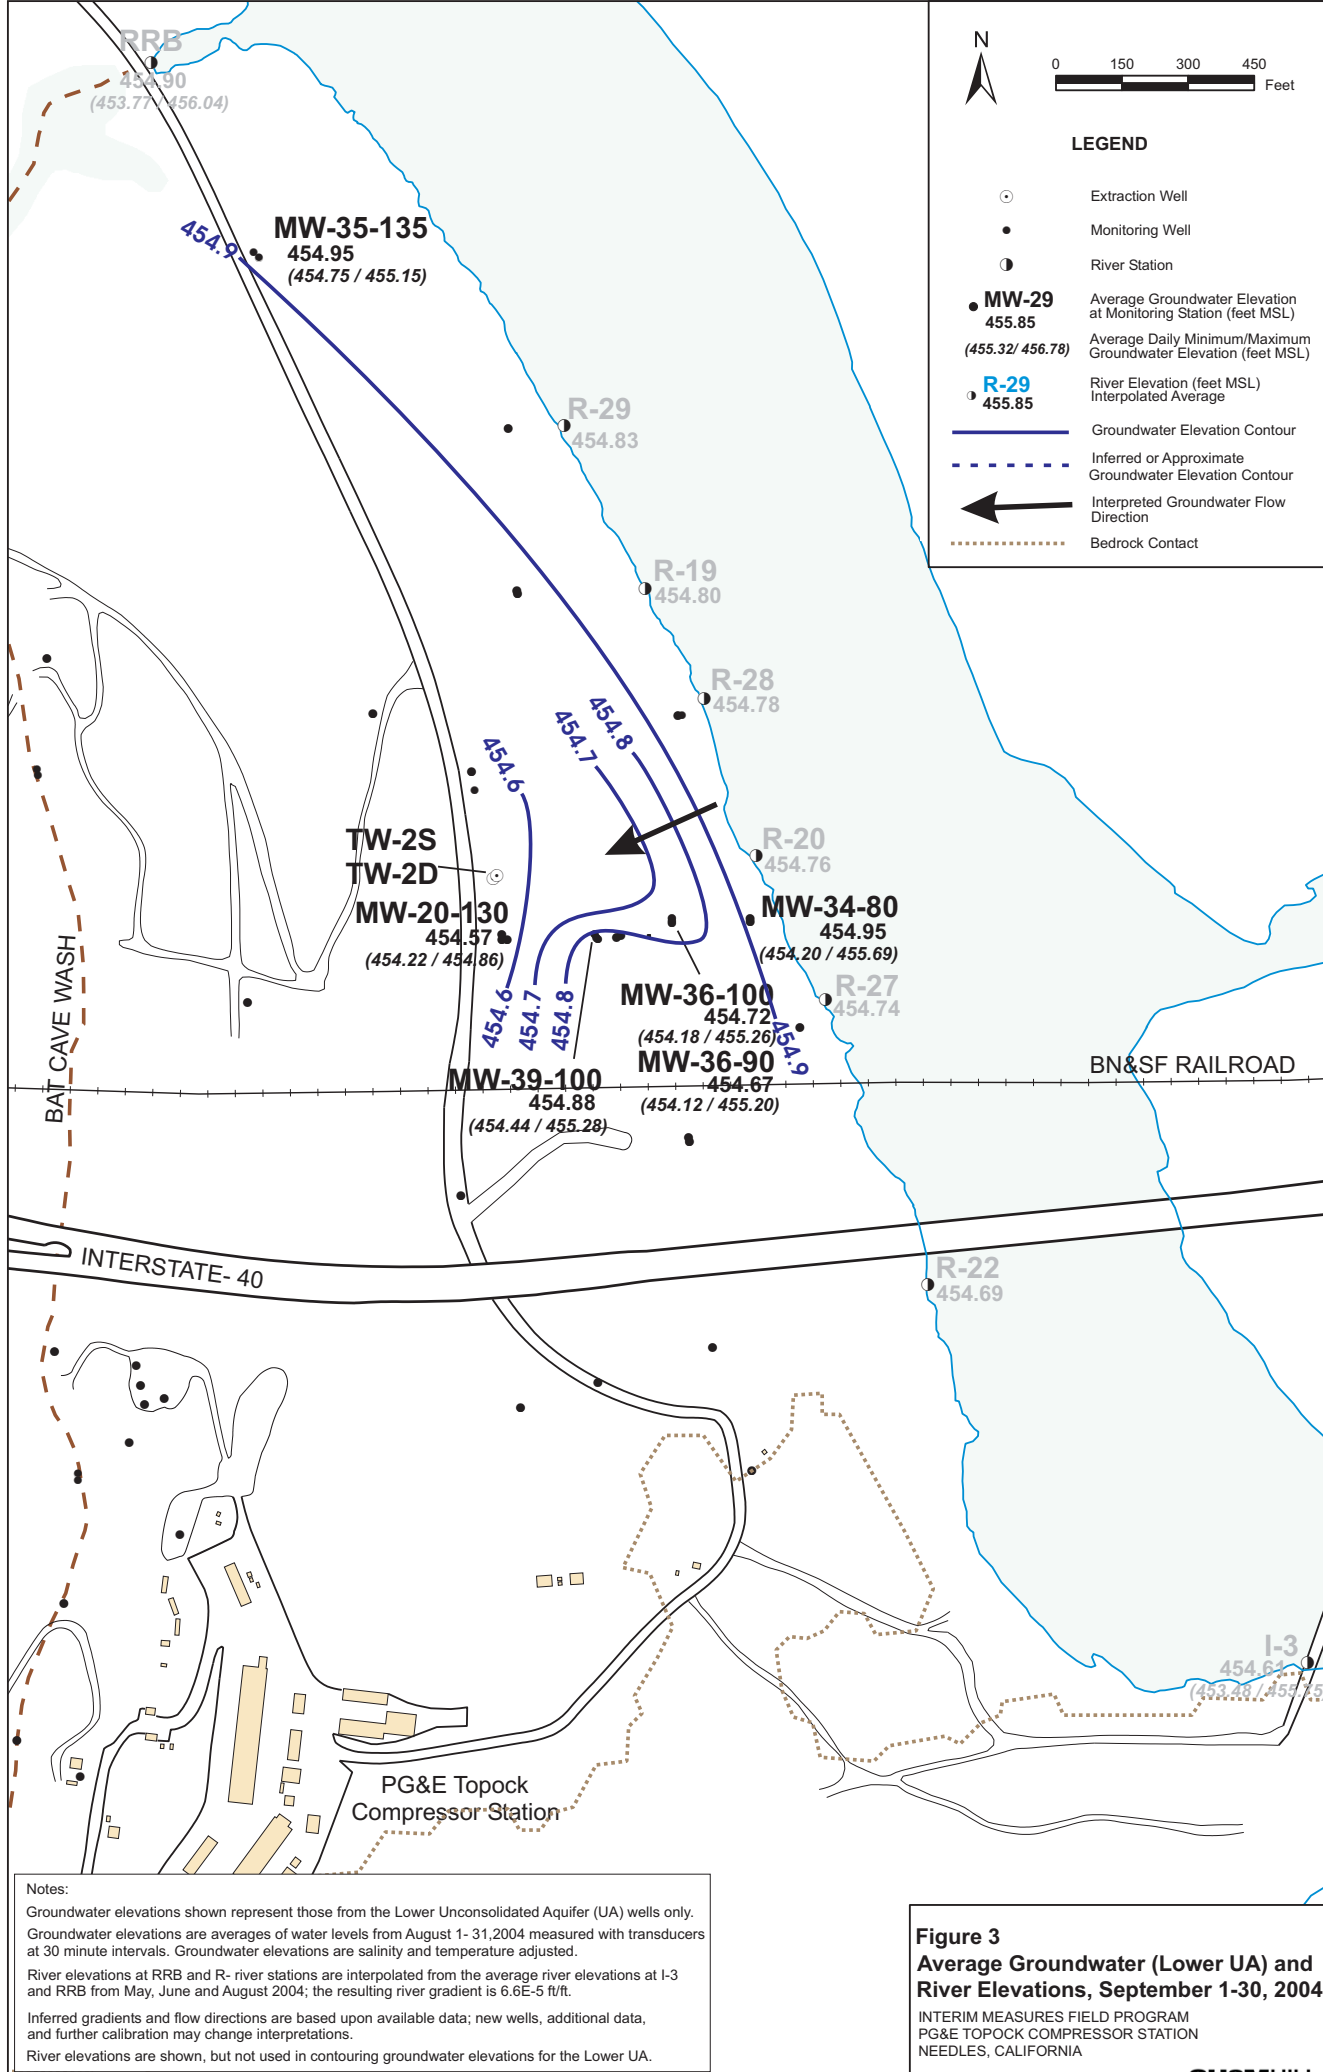 RRB
454.90
(453.77 / 456.04)
N
0 150 300 450
Feet
LEGEND
Extraction Well
Monitoring Well
River Station
MW-29
455.85
(455.32/ 456.78)
Average Groundwater Elevation
at Monitoring Station (feet MSL)
Average Daily Minimum/Maximum
Groundwater Elevation (feet MSL)
R-29
455.85
River Elevation (feet MSL)
Interpolated Average
Groundwater Elevation Contour
Inferred or Approximate
Groundwater Elevation Contour
Interpreted Groundwater Flow
Direction
Bedrock Contact
454.9
MW-35-135
454.95
(454.75 / 455.15)
R-29
454.83
R-19
454.80
R-28
454.78
454.8
454.7
454.6
TW-2S
TW-2D
R-20
454.76
MW-20-130
454.57
(454.22 / 454.86)
MW-34-80
454.95
(454.20 / 455.69)
R-27
454.74
MW-36-100
454.72
(454.18 / 455.26)
MW-36-90
454.67
(454.12 / 455.20)
454.6
454.7
454.8
454.9
MW-39-100
454.88
(454.44 / 455.28)
BAT CAVE WASH
BN&SF RAILROAD
INTERSTATE- 40
R-22
454.69
I-3
454.61
(453.48 / 455.75
PG&E Topock
Compressor Station
Notes:
Groundwater elevations shown represent those from the Lower Unconsolidated Aquifer (UA) wells only.
Groundwater elevations are averages of water levels from August 1- 31,2004 measured with transducers
at 30 minute intervals. Groundwater elevations are salinity and temperature adjusted.
River elevations at RRB and R- river stations are interpolated from the average river elevations at I-3
and RRB from May, June and August 2004; the resulting river gradient is 6.6E-5 ft/ft.
Inferred gradients and flow directions are based upon available data; new wells, additional data,
and further calibration may change interpretations.
River elevations are shown, but not used in contouring groundwater elevations for the Lower UA.
Figure 3
Average Groundwater (Lower UA) and
River Elevations, September 1-30, 2004
INTERIM MEASURES FIELD PROGRAM
PG&E TOPOCK COMPRESSOR STATION
NEEDLES, CALIFORNIA